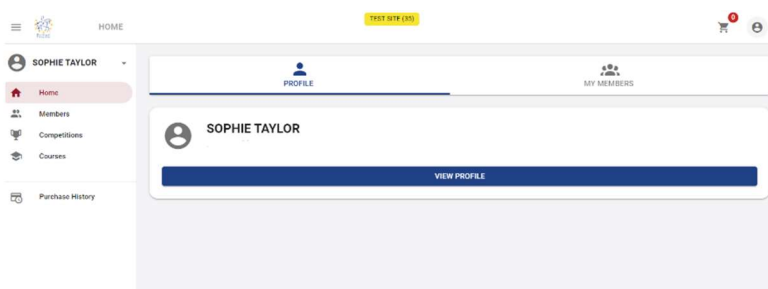 HOME
TEST SITE (35)
0
SOPHIE TAYLOR
Home
Members
Competitions
Courses
Purchase History
PROFILE
MY MEMBERS
SOPHIE TAYLOR
VIEW PROFILE